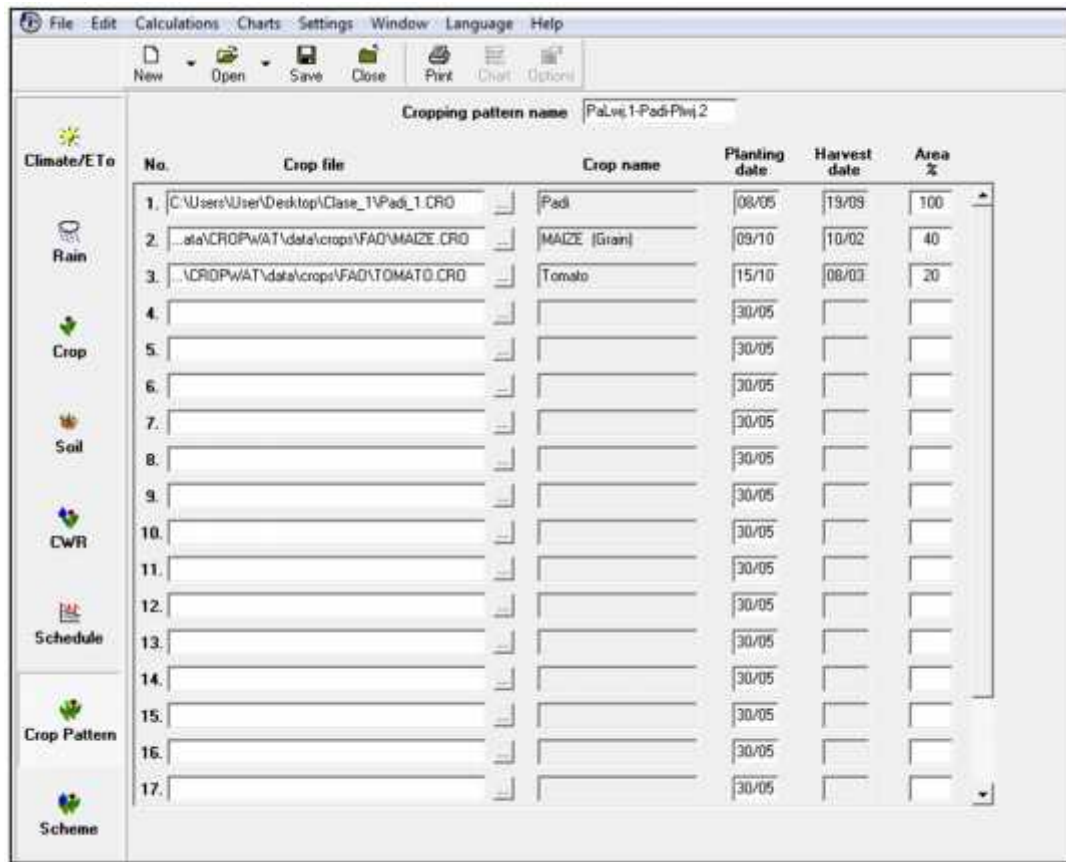 File Edit Calculations Charts Settings Window Language Help
New Open Save Close Print Chart Options
Cropping pattern name PaLwj.1-Padi-Plwj.2
Climate/ETo
Rain
Crop
Soil
CWR
Schedule
Crop Pattern
Scheme
No. Crop file Crop name Planting date Harvest date Area %
1. C:\Users\User\Desktop\Clase_1\Padi_1.CRO ... Padi 08/05 19/09 100
2. ...ata\CROPWAT\data\crops\FAO\MAIZE.CRO ... MAIZE (Grain) 09/10 10/02 40
3. ...\CROPWAT\data\crops\FAO\TOMATO.CRO ... Tomato 15/10 08/03 20
4. ... 30/05
5. ... 30/05
6. ... 30/05
7. ... 30/05
8. ... 30/05
9. ... 30/05
10. ... 30/05
11. ... 30/05
12. ... 30/05
13. ... 30/05
14. ... 30/05
15. ... 30/05
16. ... 30/05
17. ... 30/05